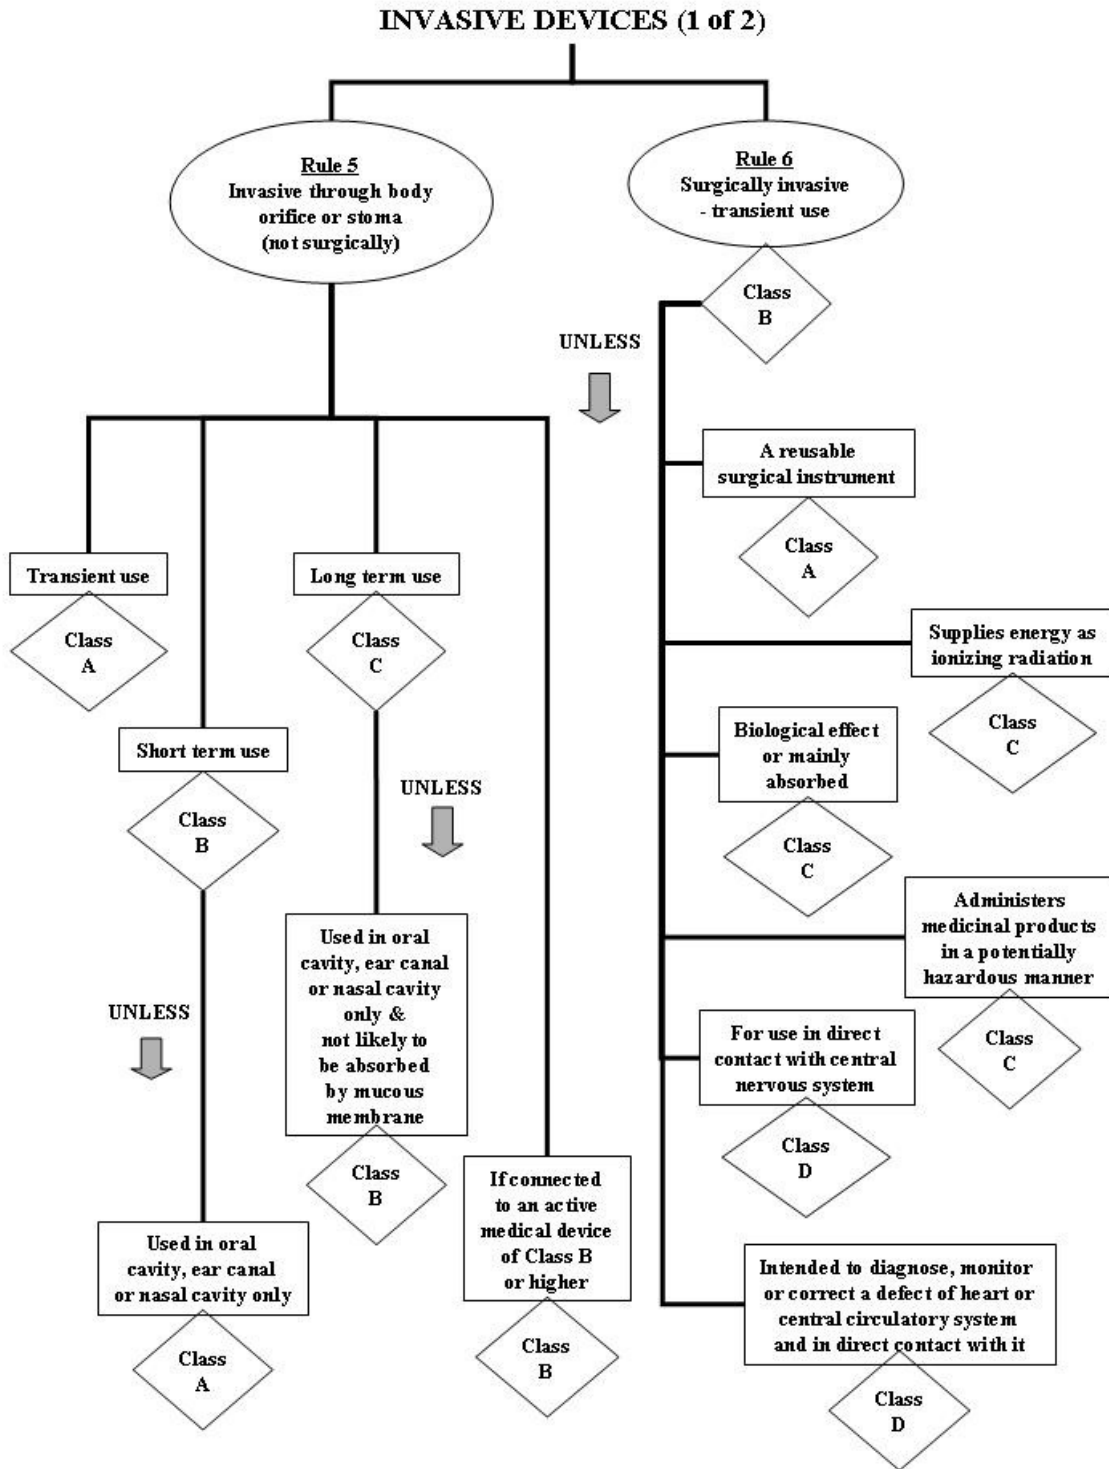 INVASIVE DEVICES (1 of 2)
Rule 5
Invasive through body
orifice or stoma
(not surgically)
Rule 6
Surgically invasive
- transient use
Class
B
UNLESS
A reusable
surgical instrument
Class
A
Transient use
Class
A
Long term use
Class
C
Supplies energy as
ionizing radiation
Class
C
Short term use
Class
B
UNLESS
Biological effect
or mainly
absorbed
Class
C
Used in oral
cavity, ear canal
or nasal cavity
only &
not likely to
be absorbed
by mucous
membrane
Class
B
Administers
medicinal products
in a potentially
hazardous manner
Class
C
UNLESS
For use in direct
contact with central
nervous system
Class
D
Used in oral
cavity, ear canal
or nasal cavity only
Class
A
If connected
to an active
medical device
of Class B
or higher
Class
B
Intended to diagnose, monitor
or correct a defect of heart or
central circulatory system
and in direct contact with it
Class
D